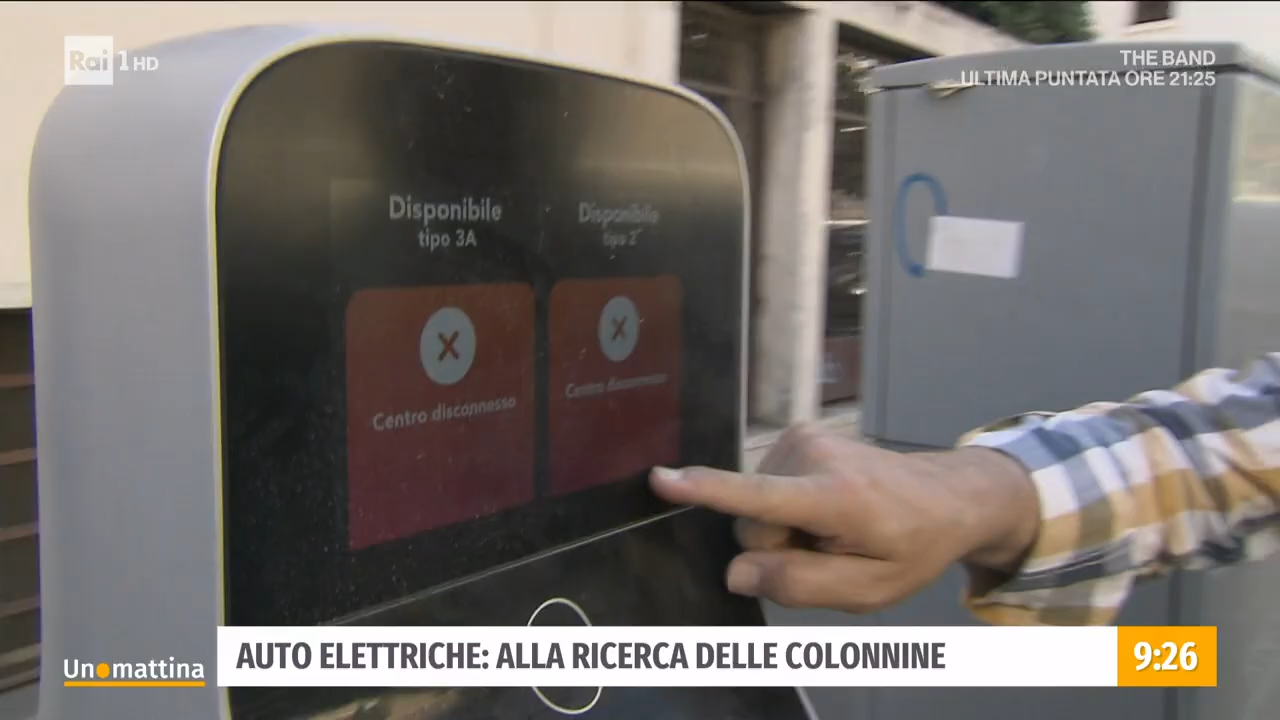 Rai 1 HD
THE BAND
ULTIMA PUNTATA ORE 21:25
Disponibile
tipo 3A
Disponibile
tipo 2
Centro disconnesso
Centro disconnesso
Unomattina
AUTO ELETTRICHE: ALLA RICERCA DELLE COLONNINE
9:26